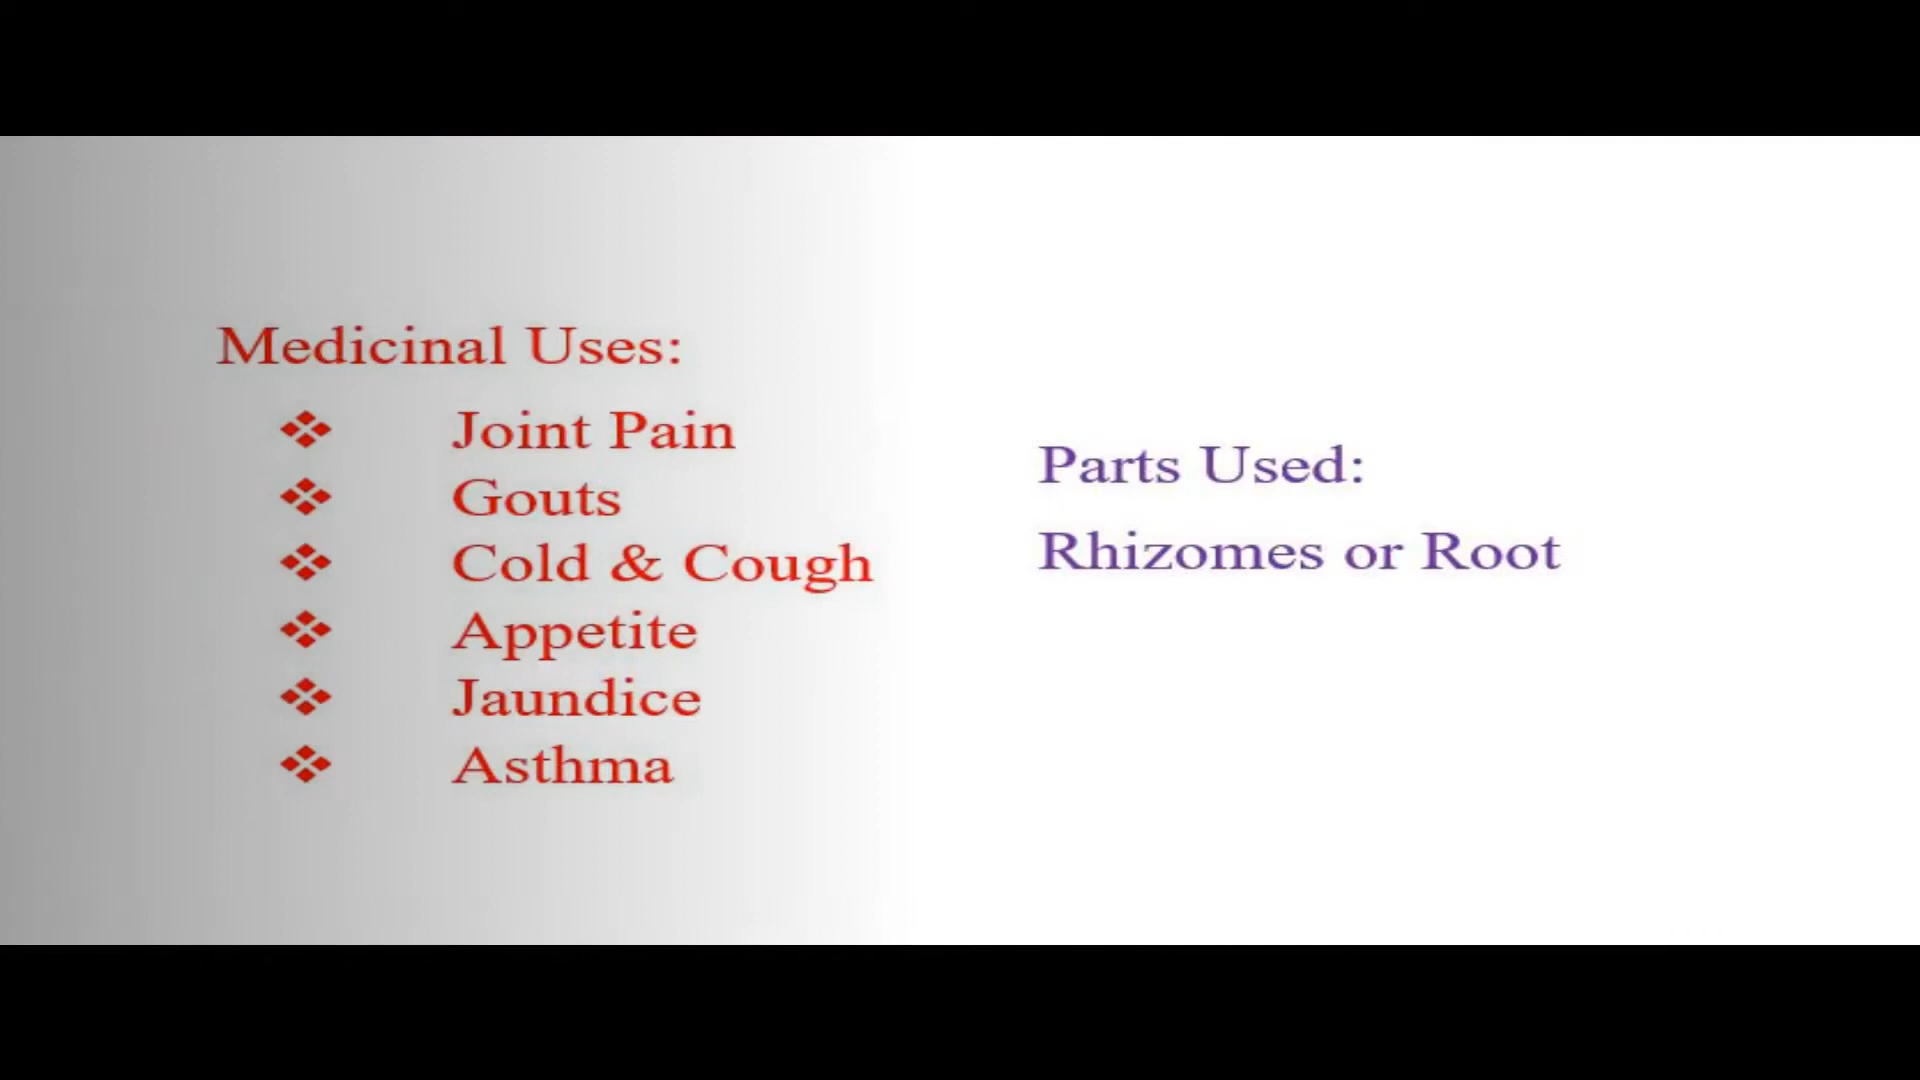 Medicinal Uses:
❖ Joint Pain
❖ Gouts
❖ Cold & Cough
❖ Appetite
❖ Jaundice
❖ Asthma
Parts Used:
Rhizomes or Root